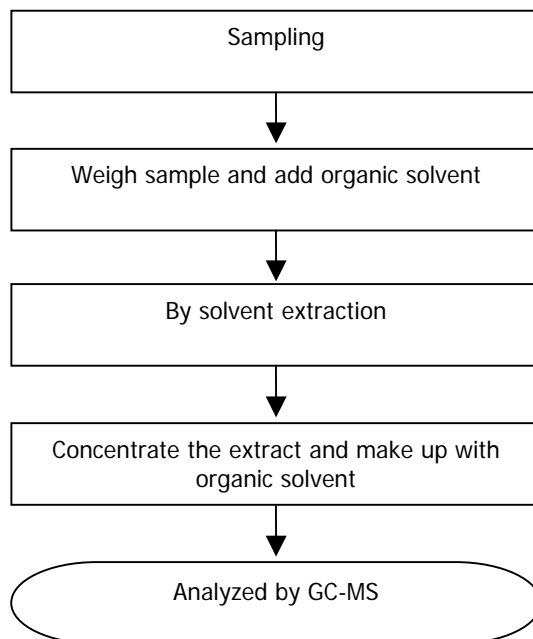 Sampling
Weigh sample and add organic solvent
By solvent extraction
Concentrate the extract and make up with
organic solvent
Analyzed by GC-MS